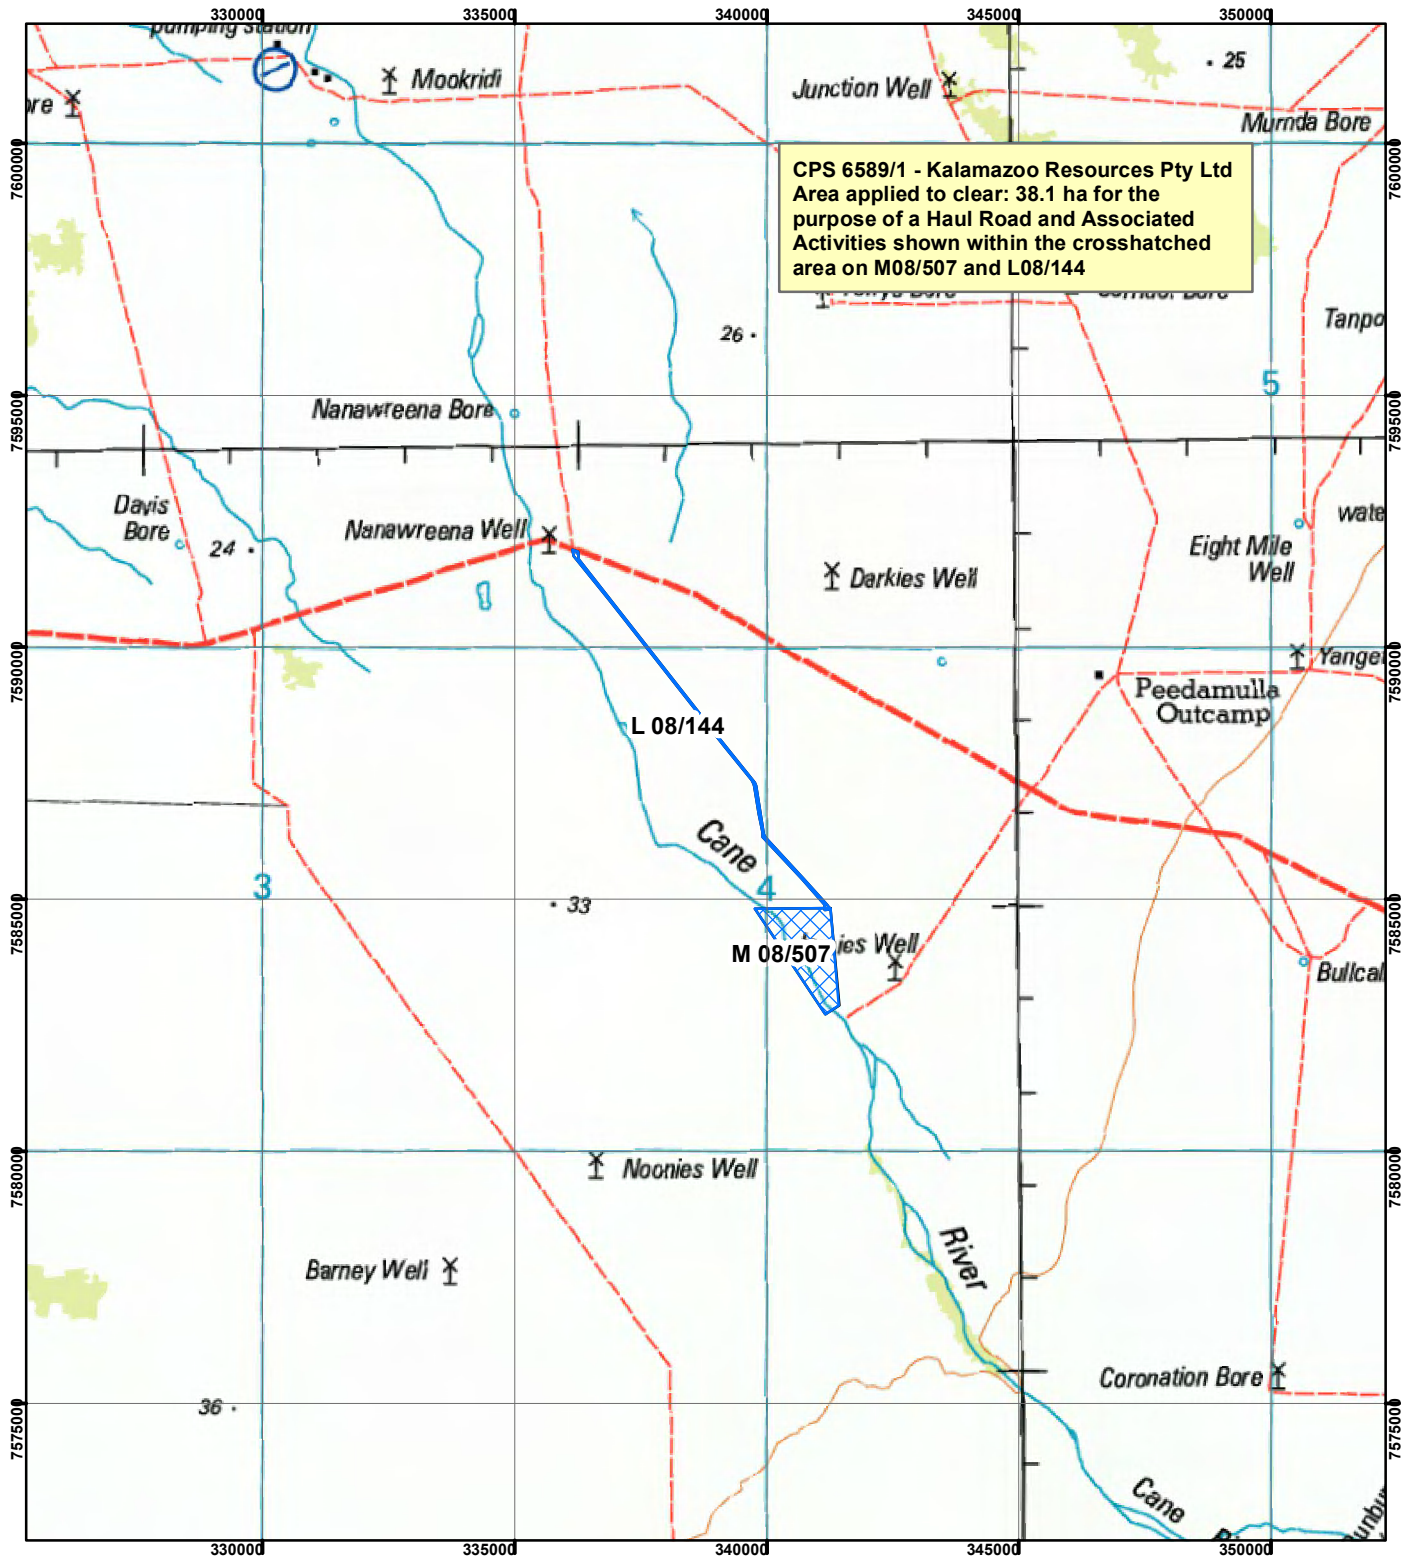 330000 335000 340000 345000 350000
pumping station
Mookridi
Junction Well
25
Murnda Bore
7600000 7600000
CPS 6589/1 - Kalamazoo Resources Pty Ltd
Area applied to clear: 38.1 ha for the
purpose of a Haul Road and Associated
Activities shown within the crosshatched
area on M08/507 and L08/144
26
Tanpo
5
7595000 7595000
Nanawreena Bore
Davis
Bore
24
Nanawreena Well
Darkies Well
wate
Eight Mile
Well
7590000 7590000
Yange
Peedamulla
Outcamp
L 08/144
Cane
3
4
33
7585000 7585000
ies Well
M 08/507
Bullcal
7580000 7580000
Noonies Well
River
Barney Well
Coronation Bore
36
7575000 7575000
Cane
330000 335000 340000 345000 350000